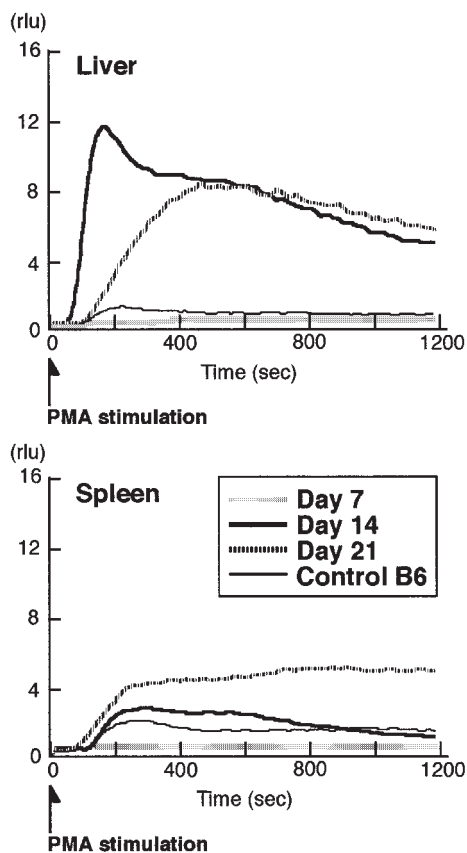 (rlu)
16
Liver
12
8
4
0
0 400 800 1200
Time (sec)
PMA stimulation
(rlu)
16
Spleen
Day 7
Day 14
Day 21
Control B6
12
8
4
0
0 400 800 1200
Time (sec)
PMA stimulation